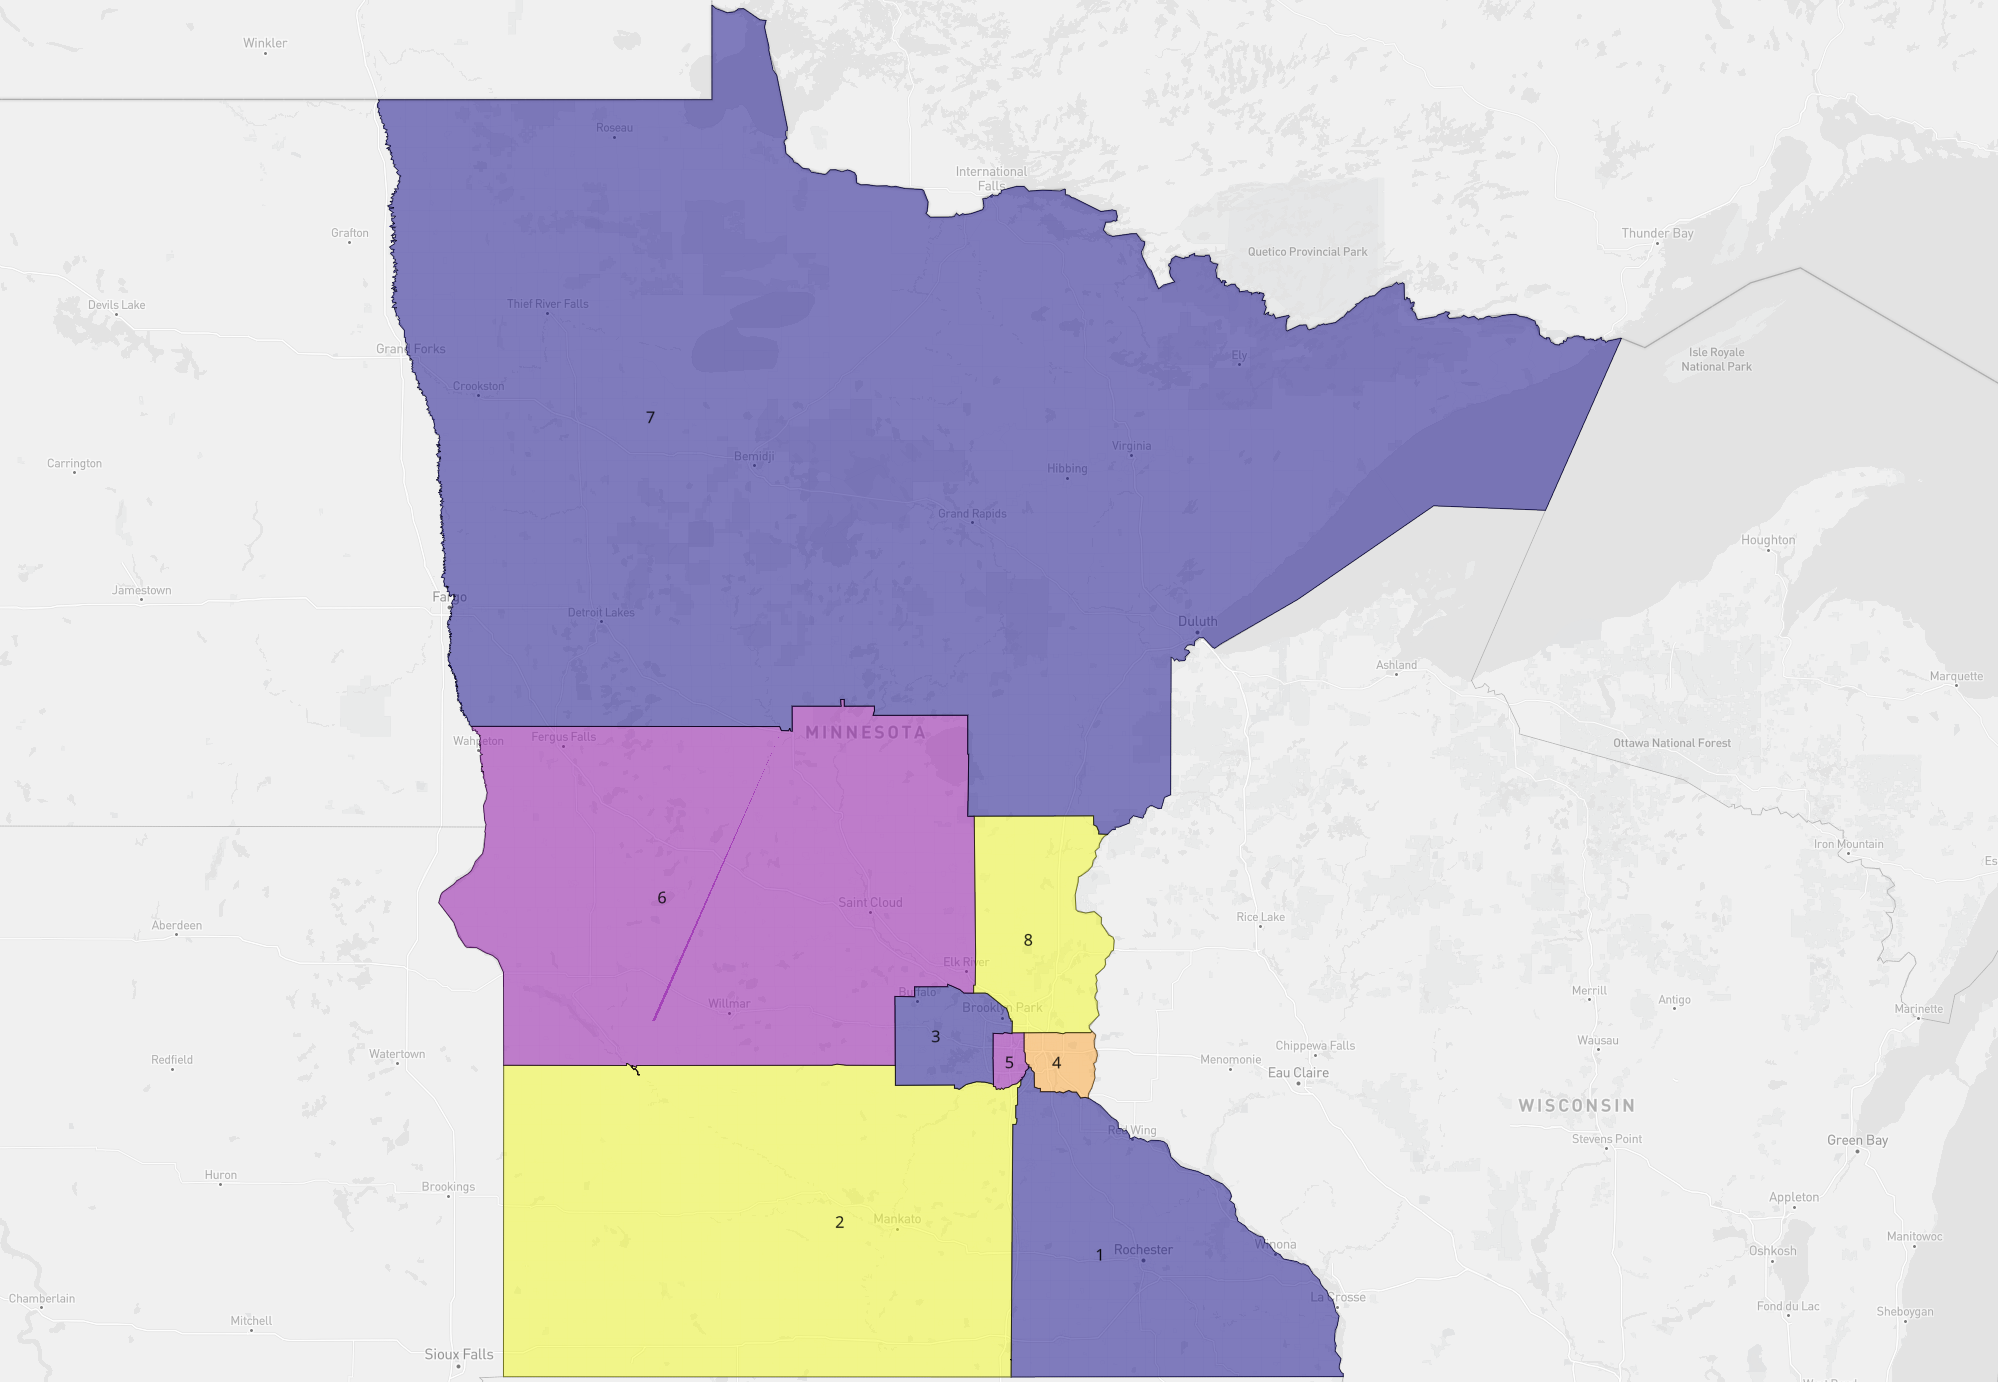 Winkler
Roseau
International
Falls
Grafton
Thunder Bay
Quetico Provincial Park
Devils Lake
Thief River Falls
Grand Forks
Ely
Isle Royale
National Park
Crookston
7
Virginia
Bemidji
Hibbing
Carrington
Grand Rapids
Houghton
Jamestown
Fargo
Detroit Lakes
Duluth
Ashland
Marquette
MINNESOTA
Wahpeton
Fergus Falls
Ottawa National Forest
Iron Mountain
Es
6
Saint Cloud
Rice Lake
Aberdeen
8
Elk River
Buffalo
Merrill
Antigo
Willmar
Brooklyn Park
Marinette
3
Wausau
Chippewa Falls
Redfield
Watertown
5
4
Menomonie
Eau Claire
WISCONSIN
Red Wing
Stevens Point
Green Bay
Huron
Brookings
Appleton
2
Mankato
Manitowoc
1
Rochester
Winona
Oshkosh
Chamberlain
La Crosse
Fond du Lac
Sheboygan
Mitchell
Sioux Falls